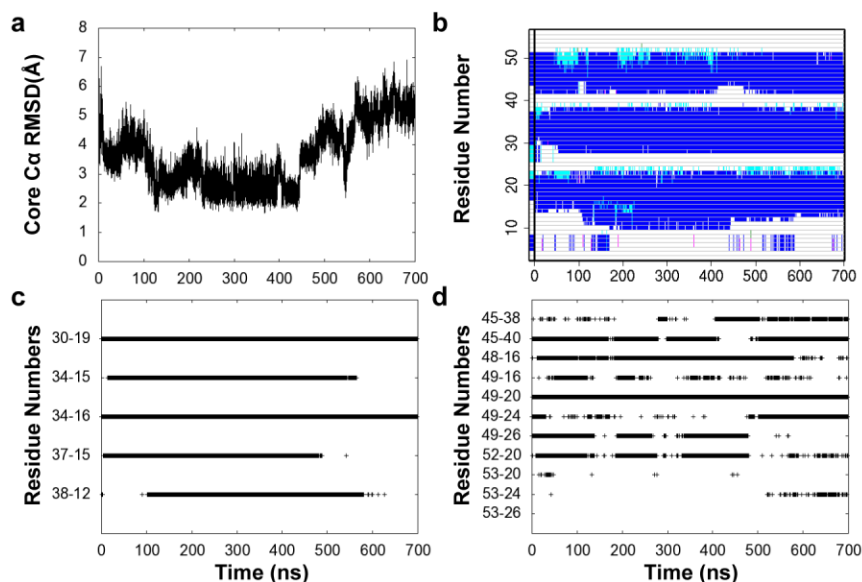 a
Core Cα RMSD(Å)
8
7
6
5
4
3
2
1
0
0 100 200 300 400 500 600 700
b
Residue Number
50
40
30
20
10
0 100 200 300 400 500 600 700
c
Residue Numbers
30-19
34-15
34-16
37-15
38-12
0 100 200 300 400 500 600 700
Time (ns)
d
Residue Numbers
45-38
45-40
48-16
49-16
49-20
49-24
49-26
52-20
53-20
53-24
53-26
0 100 200 300 400 500 600 700
Time (ns)